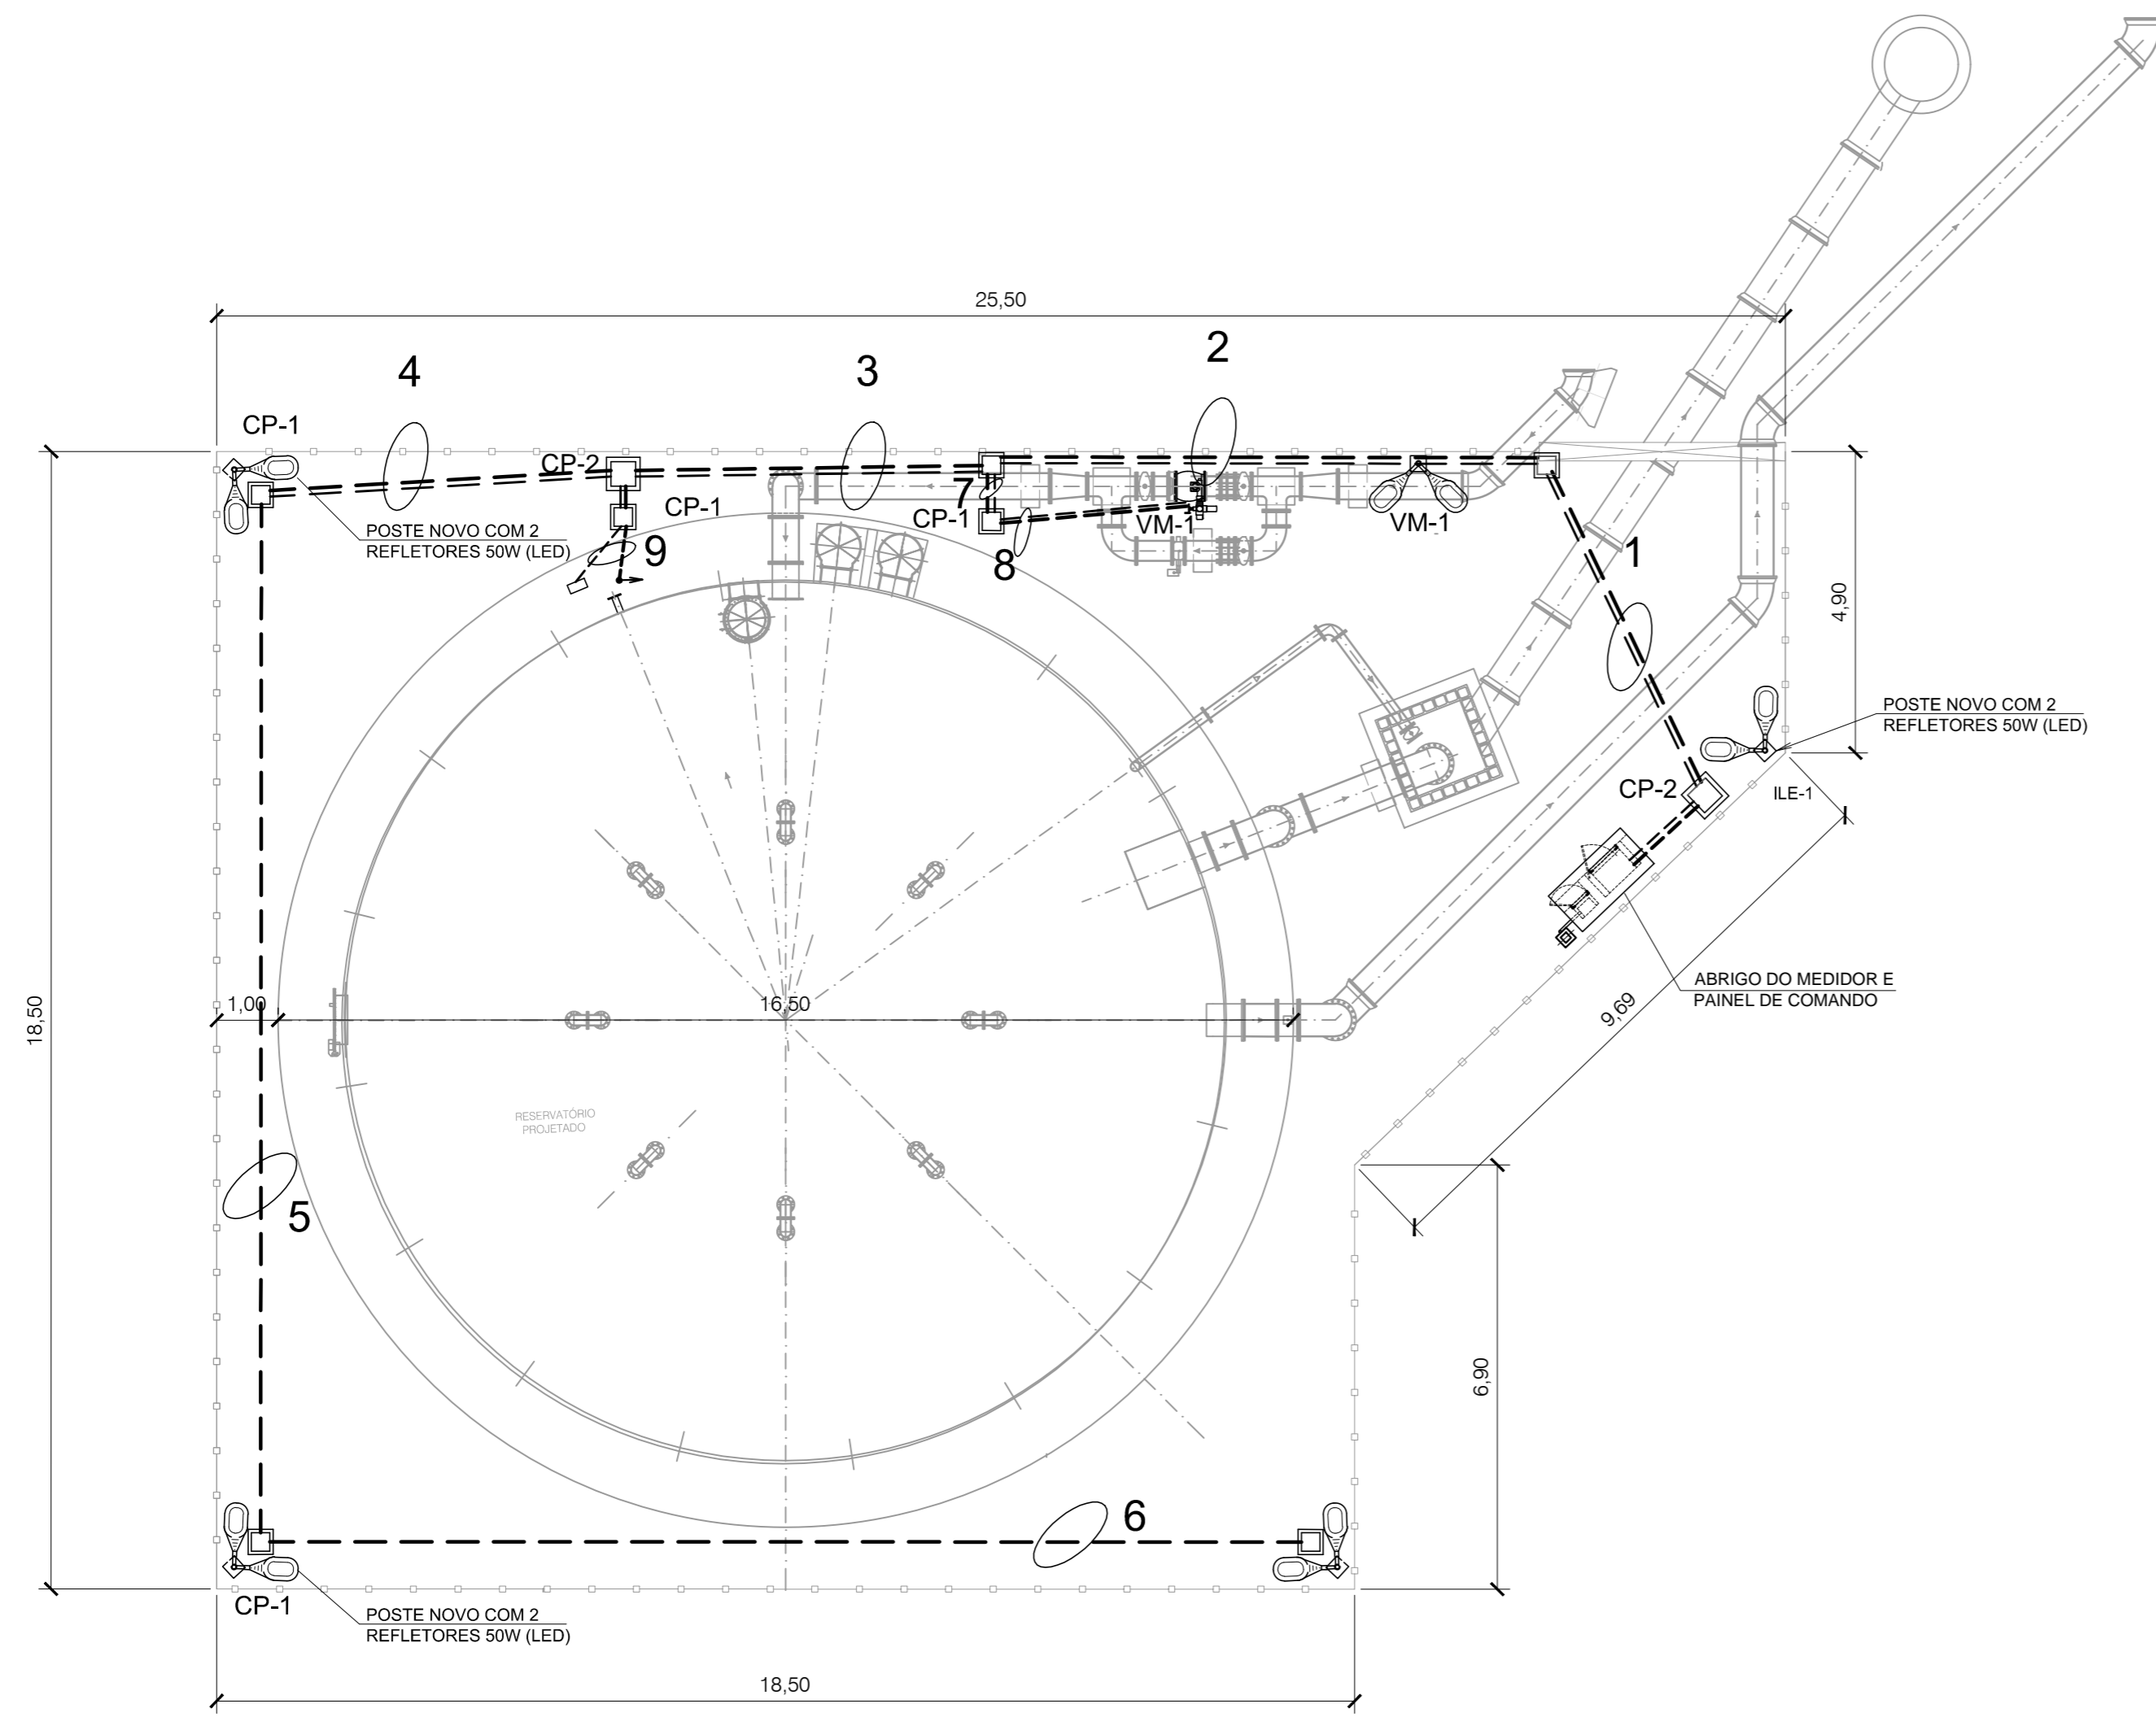 25,50
2
3
4
CP-1
CP-2
CP-1
7
CP-1
VM-1
VM-1
POSTE NOVO COM 2
REFLETORES 50W (LED)
9
8
1
4,90
POSTE NOVO COM 2
REFLETORES 50W (LED)
CP-2
ILE-1
ABRIGO DO MEDIDOR E
PAINEL DE COMANDO
9,69
1,00
16,50
18,50
RESERVATÓRIO
PROJETADO
5
6,90
6
CP-1
POSTE NOVO COM 2
REFLETORES 50W (LED)
18,50